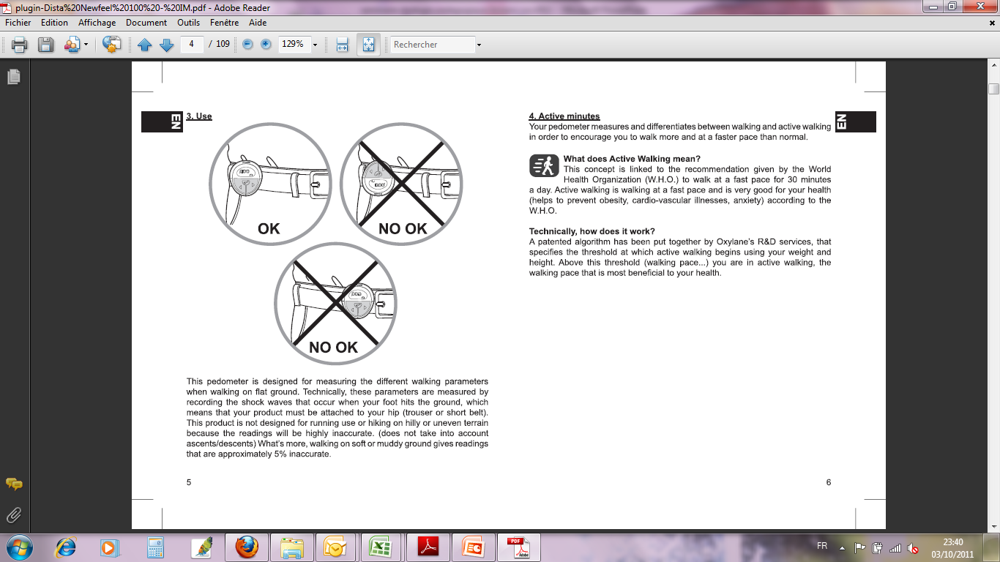 plugin-Dista%20Newfeel%20100%20-%20IM.pdf - Adobe Reader
Fichier Edition Affichage Document Outils Fenêtre Aide
4 / 109 129% Rechercher
EN
3. Use
OK
NO OK
NO OK
This pedometer is designed for measuring the different walking parameters
when walking on flat ground. Technically, these parameters are measured by
recording the shock waves that occur when your foot hits the ground, which
means that your product must be attached to your hip (trouser or short belt).
This product is not designed for running use or hiking on hilly or uneven terrain
because the readings will be highly inaccurate. (does not take into account
ascents/descents) What's more, walking on soft or muddy ground gives readings
that are approximately 5% inaccurate.
5
4. Active minutes
EN
Your pedometer measures and differentiates between walking and active walking
in order to encourage you to walk more and at a faster pace than normal.
What does Active Walking mean?
This concept is linked to the recommendation given by the World
Health Organization (W.H.O.) to walk at a fast pace for 30 minutes
a day. Active walking is walking at a fast pace and is very good for your health
(helps to prevent obesity, cardio-vascular illnesses, anxiety) according to the
W.H.O.
Technically, how does it work?
A patented algorithm has been put together by Oxylane's R&D services, that
specifies the threshold at which active walking begins using your weight and
height. Above this threshold (walking pace...) you are in active walking, the
walking pace that is most beneficial to your health.
6
PDF
Adobe
FR
23:40
03/10/2011